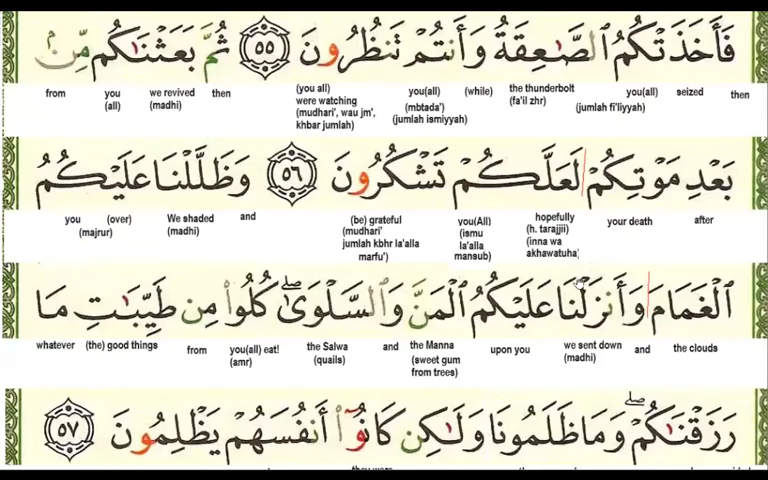 فَأَخَذَتْكُمُ ٱلصَّـٰعِقَةُ وَأَنتُمْ تَنظُرُونَ ٥٥ ثُمَّ بَعَثْنَـٰكُم مِّنۢ
from you (all) we revived (madhi) then (you all) were watching (mudhari', wau jm', khbar jumlah) you(all) (mbtada') (jumlah ismiyyah) (while) the thunderbolt (fa'il zhr) you(all) seized (jumlah fi'liyyah) then
بَعْدِ مَوْتِكُمْ لَعَلَّكُمْ تَشْكُرُونَ ٥٦ وَظَلَّلْنَا عَلَيْكُمُ
you (over) (majrur) We shaded (madhi) and (be) grateful (mudhari' jumlah kbhr la'alla marfu') you(All) (ismu la'alla mansub) hopefully (h. tarajjii) (inna wa akhawatuha) your death after
ٱلْغَمَامَ وَأَنزَلْنَا عَلَيْكُمُ ٱلْمَنَّ وَٱلسَّلْوَىٰ ۖ كُلُوا۟ مِن طَيِّبَـٰتِ مَا
whatever (the) good things from you(all) eat! (amr) the Salwa (quails) and the Manna (sweet gum from trees) upon you we sent down (madhi) and the clouds
رَزَقْنَـٰكُمْ ۖ وَمَا ظَلَمُونَا وَلَـٰكِن كَانُوٓا۟ أَنفُسَهُمْ يَظْلِمُونَ ٥٧